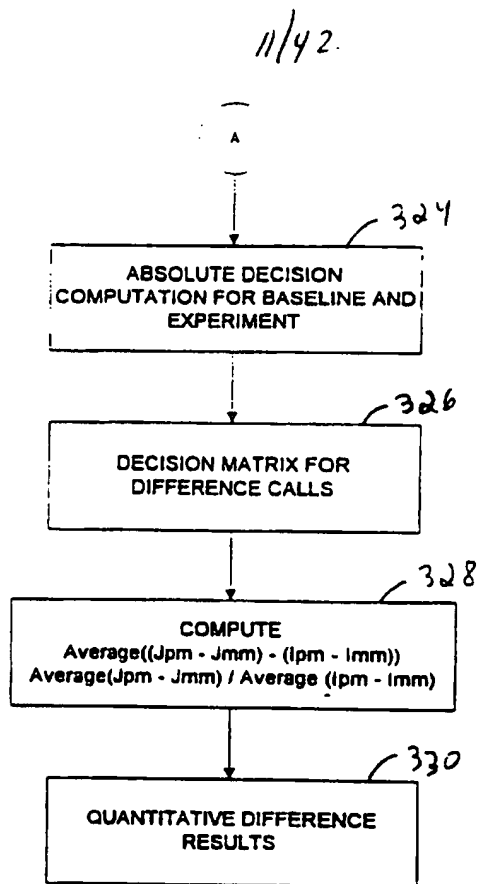 11/42.
A
324
ABSOLUTE DECISION
COMPUTATION FOR BASELINE AND
EXPERIMENT
326
DECISION MATRIX FOR
DIFFERENCE CALLS
328
COMPUTE
Average((Jpm - Jmm) - (Ipm - Imm))
Average(Jpm - Jmm) / Average (Ipm - Imm)
330
QUANTITATIVE DIFFERENCE
RESULTS